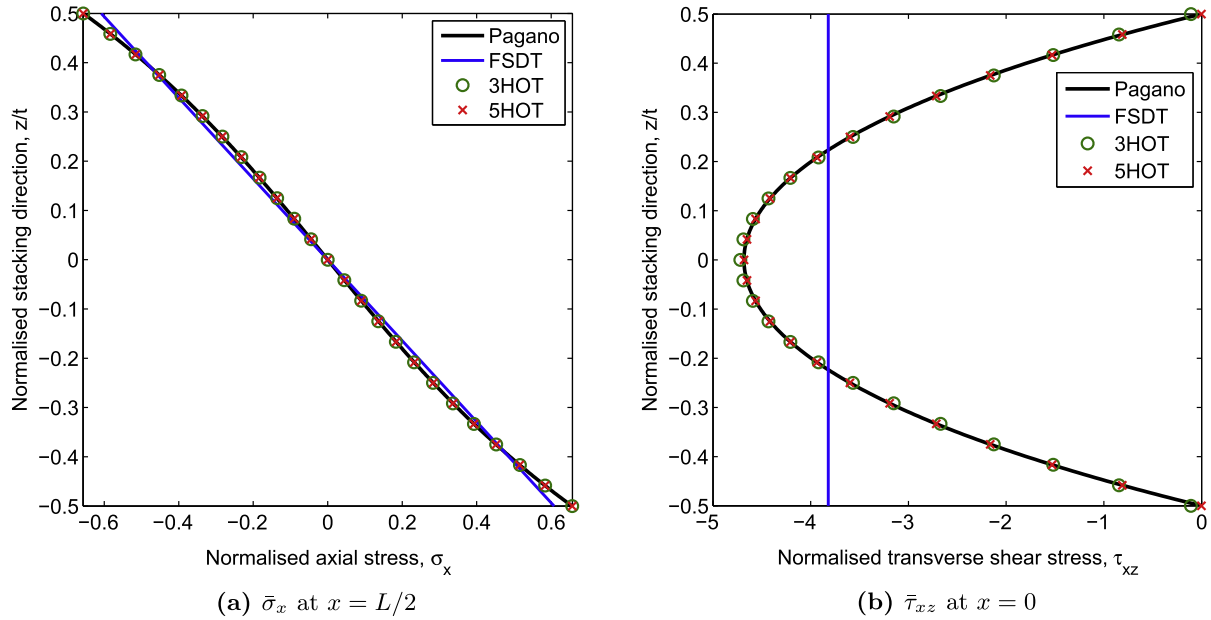 0.5
0.4
0.3
0.2
0.1
0
−0.1
−0.2
−0.3
−0.4
−0.5
Normalised stacking direction, z/t
−0.6 −0.4 −0.2 0 0.2 0.4 0.6
Normalised axial stress, σx
Pagano
FSDT
3HOT
5HOT
(a) σ̄x at x = L/2
0.5
0.4
0.3
0.2
0.1
0
−0.1
−0.2
−0.3
−0.4
−0.5
Normalised stacking direction, z/t
−5 −4 −3 −2 −1 0
Normalised transverse shear stress, τxz
Pagano
FSDT
3HOT
5HOT
(b) τ̄xz at x = 0